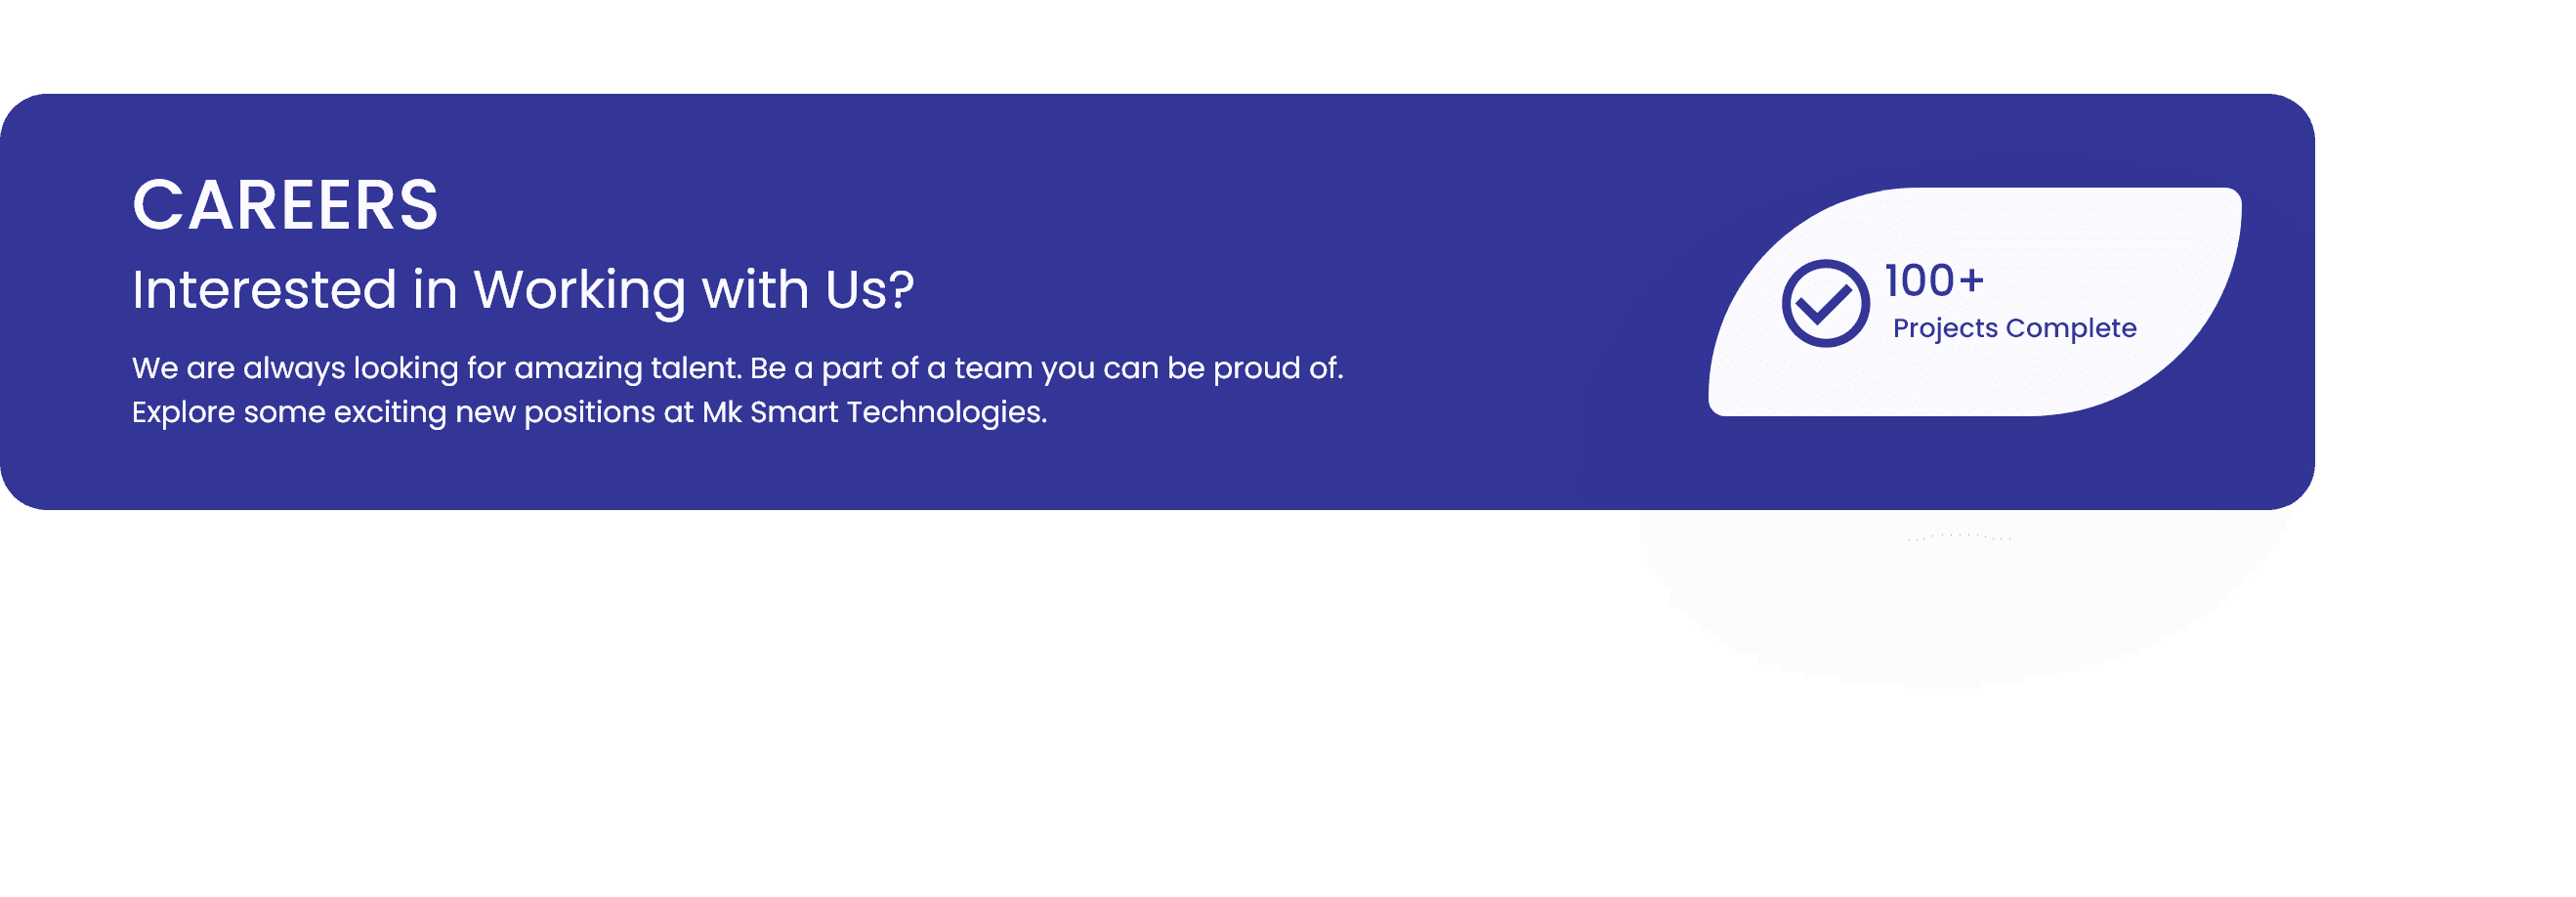 CAREERS
Interested in Working with Us?
We are always looking for amazing talent. Be a part of a team you can be proud of.
Explore some exciting new positions at Mk Smart Technologies.
100+
Projects Complete